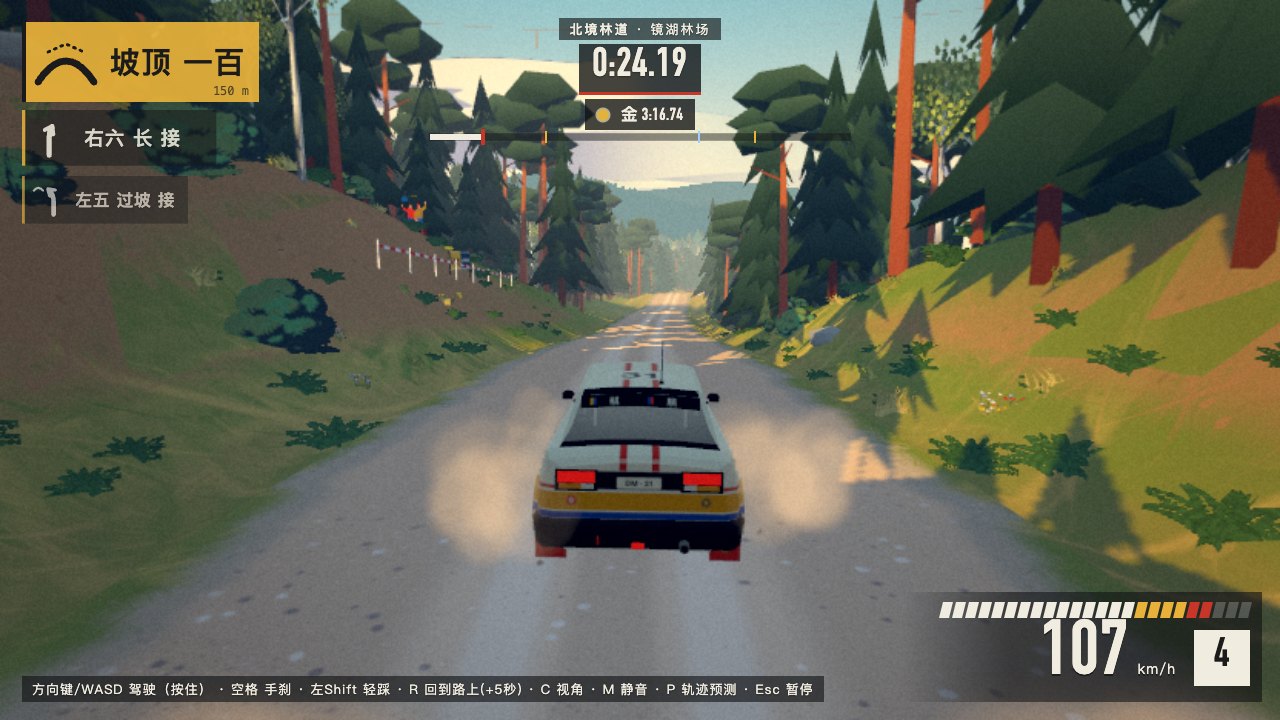 坡顶 一百
150 m
右六 长 接
左五 过坡 接
北境林道 · 镜湖林场
0:24.19
金 3:16.74
DM-31
107 km/h
4
方向键/WASD 驾驶（按住） · 空格 手刹 · 左Shift 轻踩 · R 回到路上(+5秒) · C 视角 · M 静音 · P 轨迹预测 · Esc 暂停